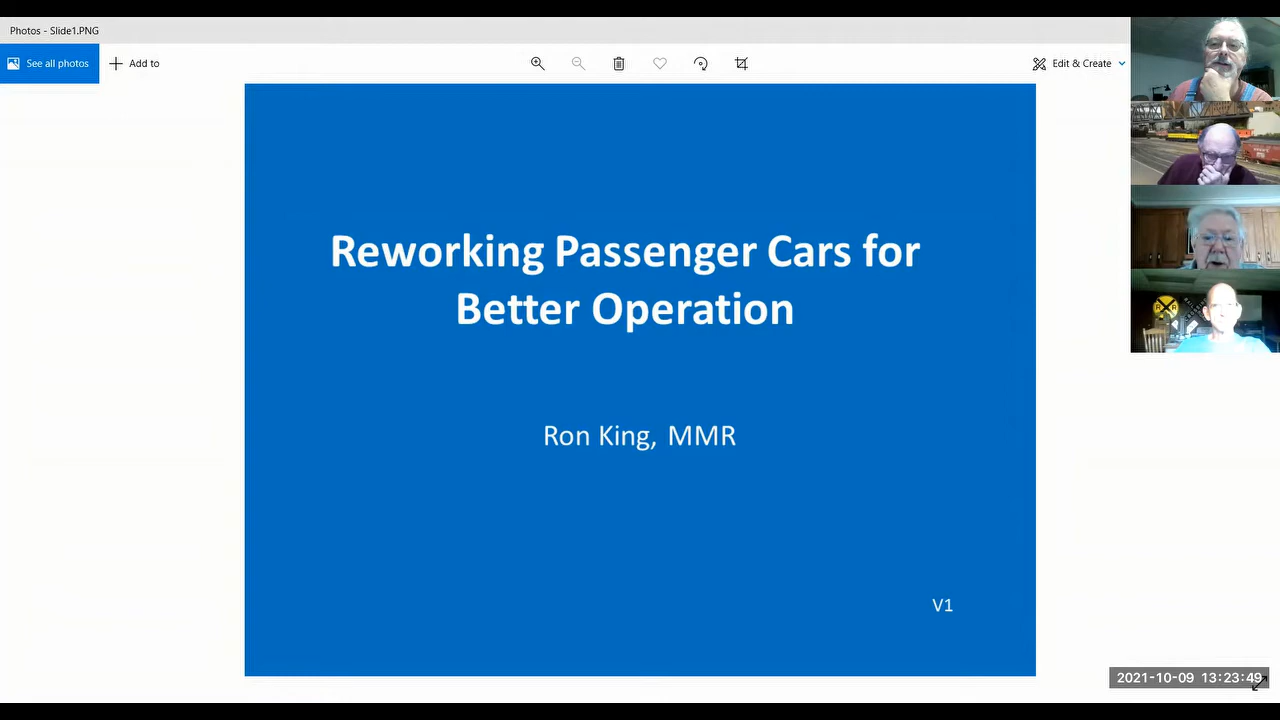 Photos - Slide1.PNG
See all photos
Add to
Edit & Create
Reworking Passenger Cars for
Better Operation
Ron King, MMR
V1
2021-10-09 13:23:49